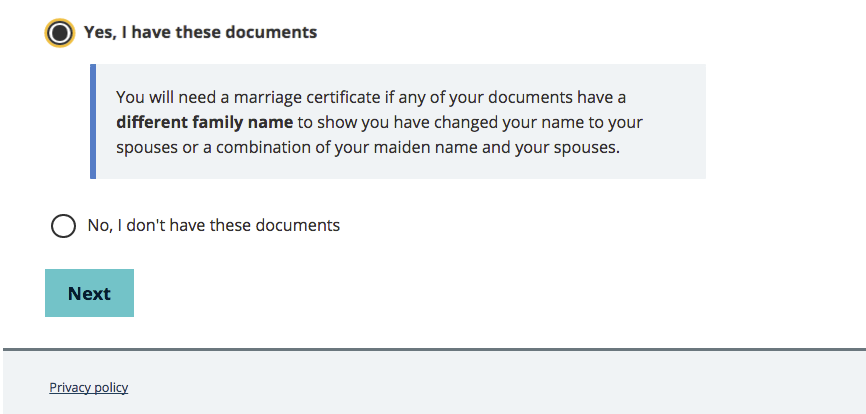 Yes, I have these documents
You will need a marriage certificate if any of your documents have a
different family name to show you have changed your name to your
spouses or a combination of your maiden name and your spouses.
No, I don't have these documents
Next
Privacy policy